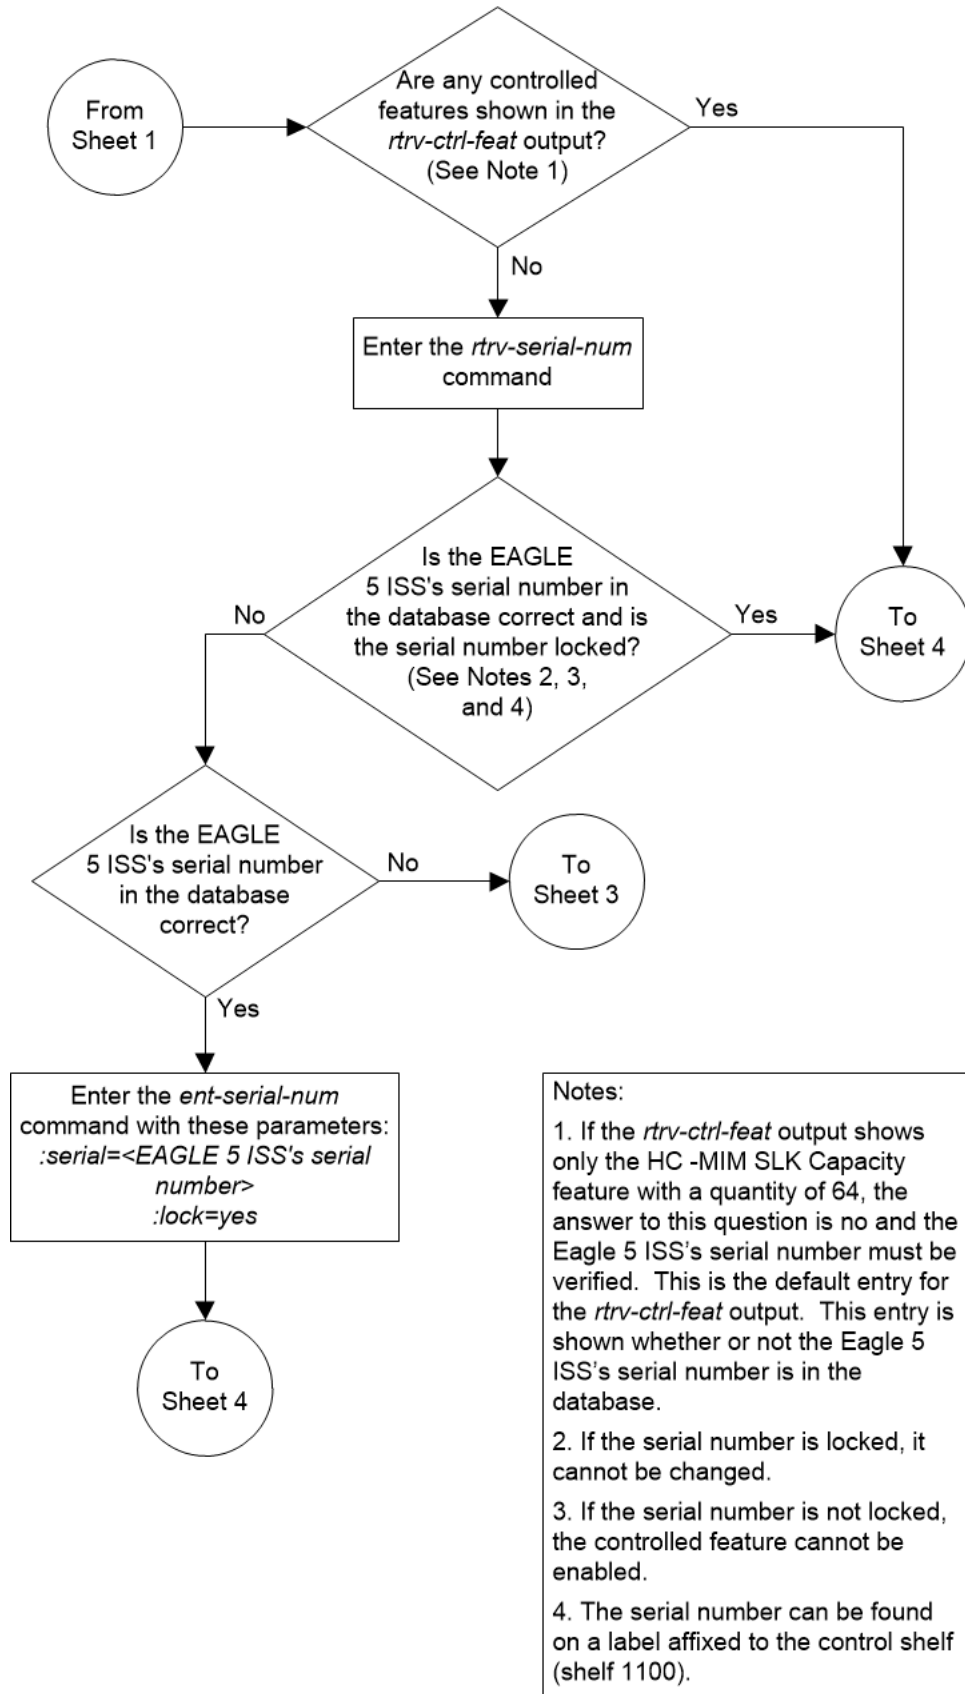 From
Sheet 1
Are any controlled
features shown in the
rtrv-ctrl-feat output?
(See Note 1)
Yes
No
Enter the rtrv-serial-num
command
Is the EAGLE
5 ISS's serial number in
the database correct and is
the serial number locked?
(See Notes 2, 3,
and 4)
No
Yes
To
Sheet 4
Is the EAGLE
5 ISS's serial number
in the database
correct?
No
To
Sheet 3
Yes
Enter the ent-serial-num
command with these parameters:
:serial=<EAGLE 5 ISS's serial
number>
:lock=yes
To
Sheet 4
Notes:
1. If the rtrv-ctrl-feat output shows
only the HC -MIM SLK Capacity
feature with a quantity of 64, the
answer to this question is no and the
Eagle 5 ISS’s serial number must be
verified.  This is the default entry for
the rtrv-ctrl-feat output.  This entry is
shown whether or not the Eagle 5
ISS’s serial number is in the
database.
2. If the serial number is locked, it
cannot be changed.
3. If the serial number is not locked,
the controlled feature cannot be
enabled.
4. The serial number can be found
on a label affixed to the control shelf
(shelf 1100).